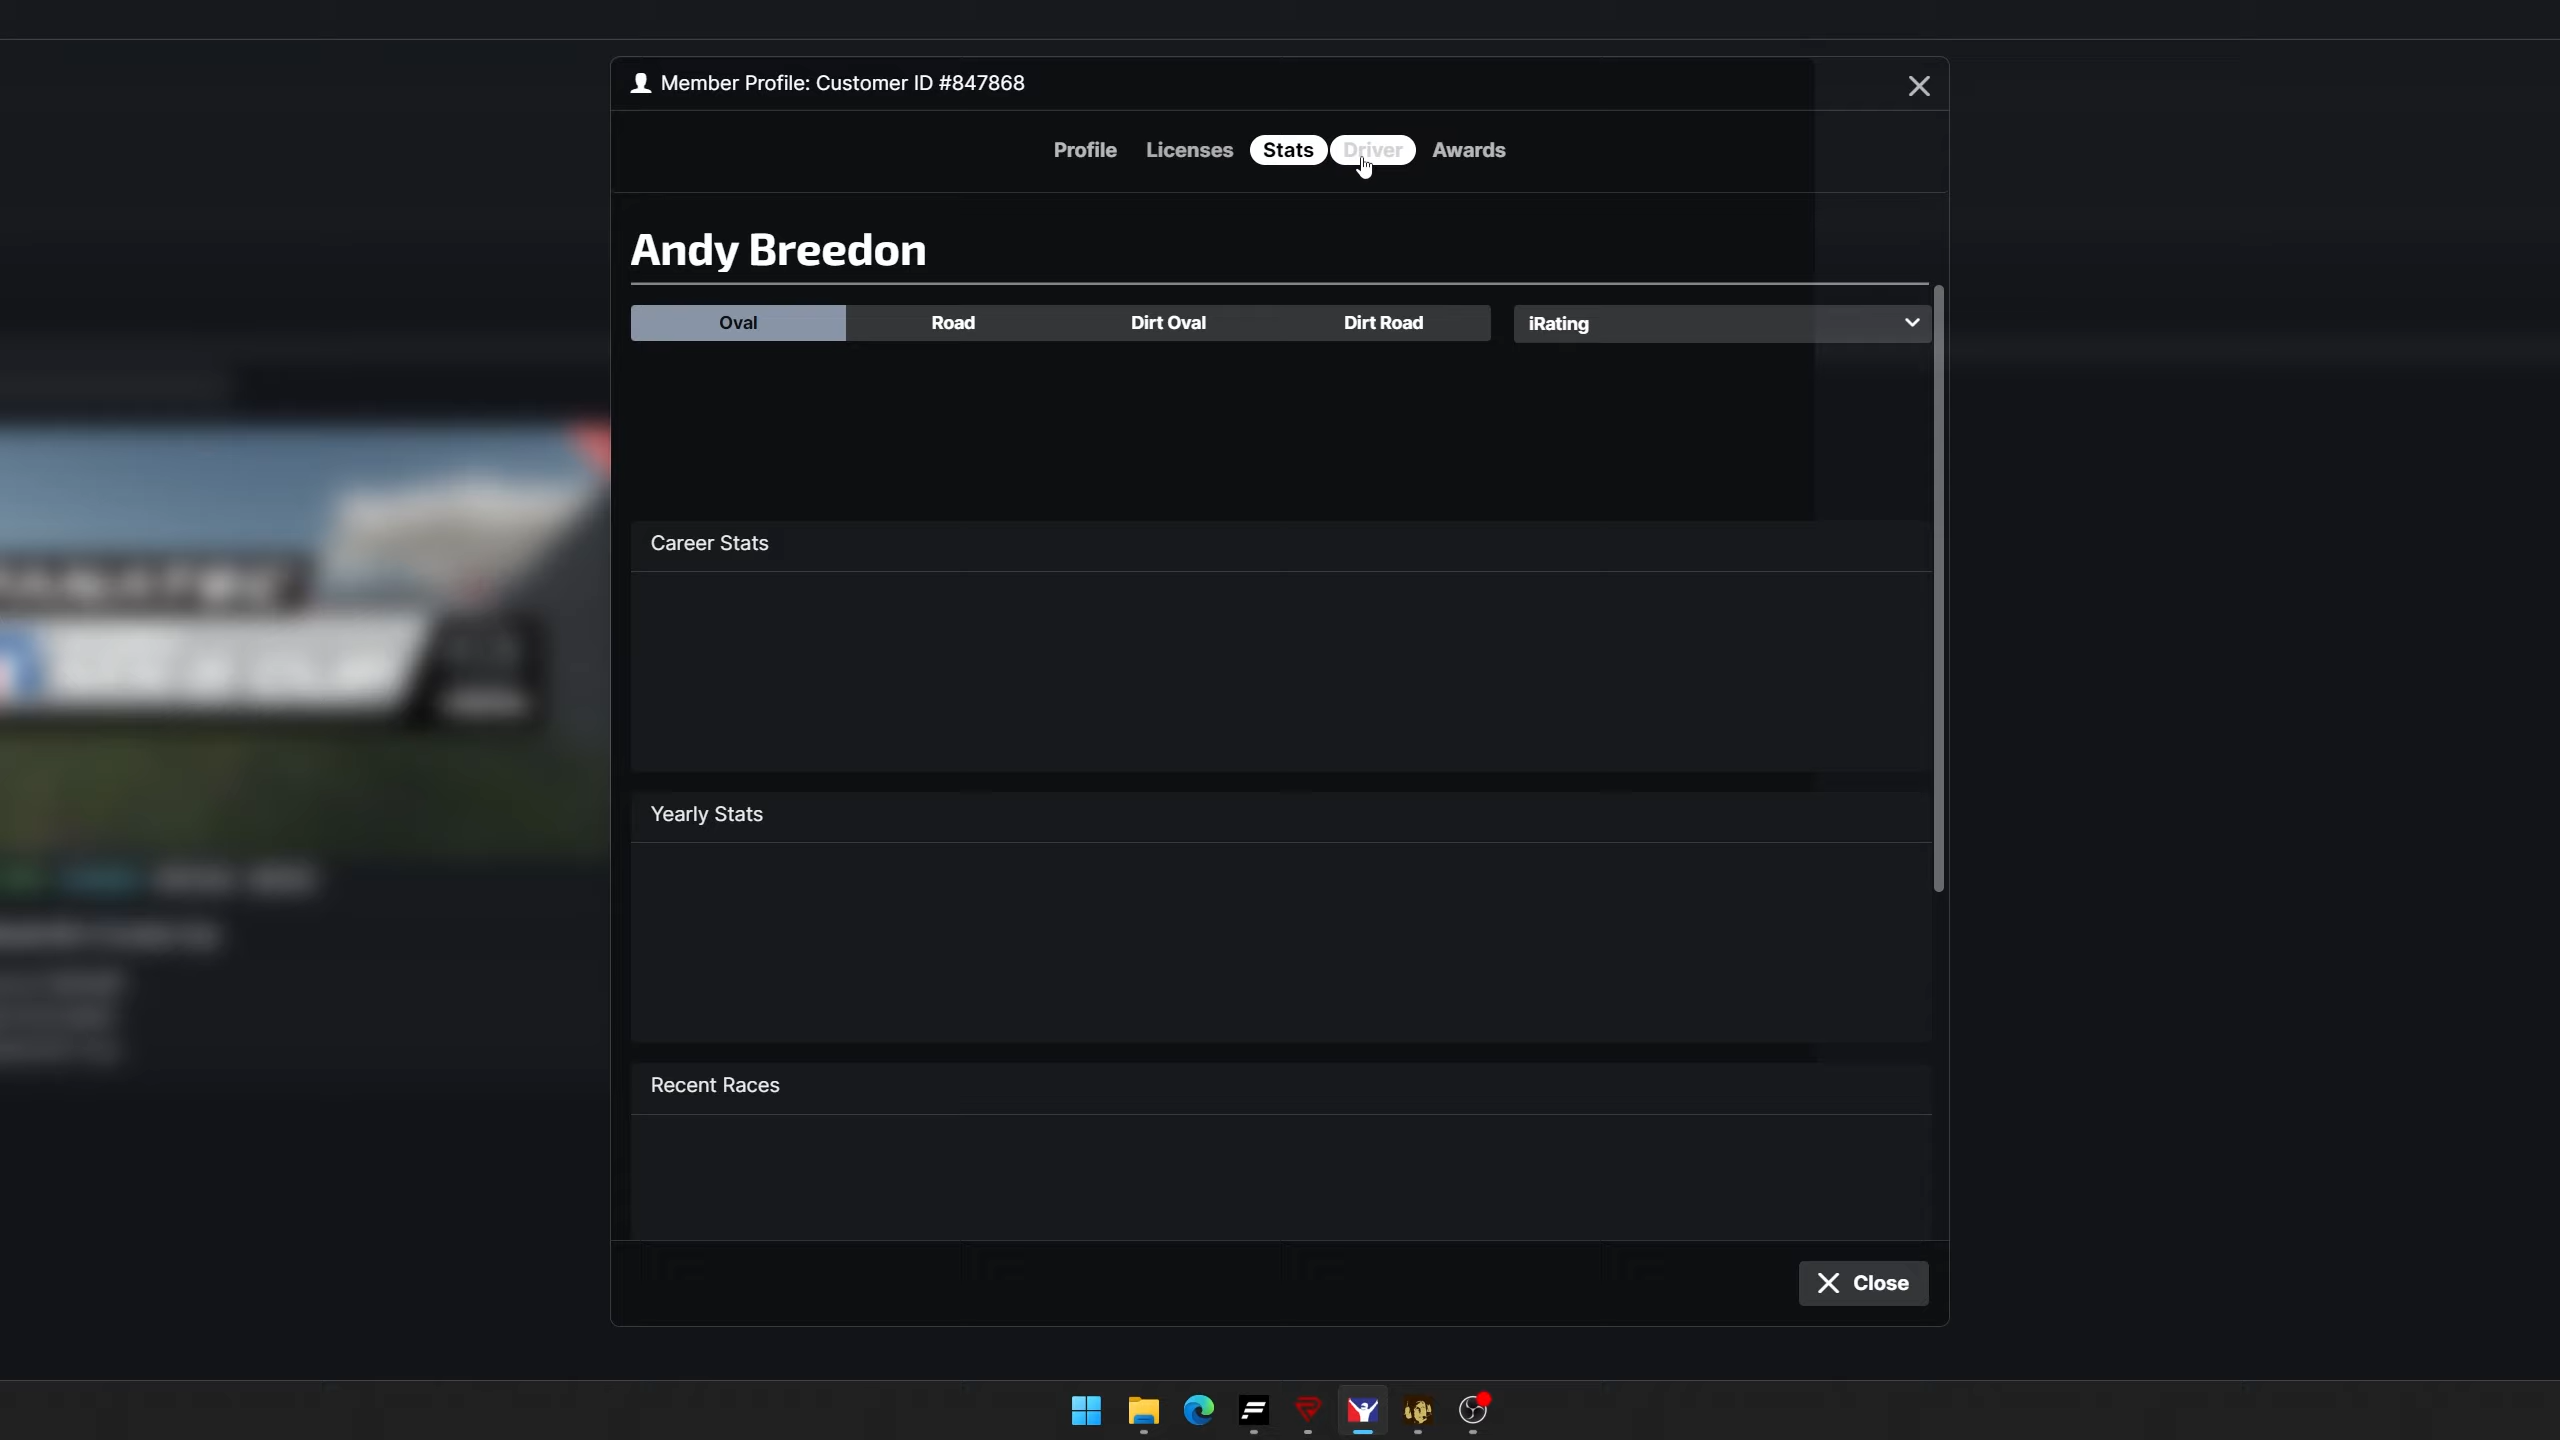 Member Profile: Customer ID #847868
Profile Licenses Stats Driver Awards
Andy Breedon
Oval Road Dirt Oval Dirt Road iRating
Career Stats
Yearly Stats
Recent Races
Close